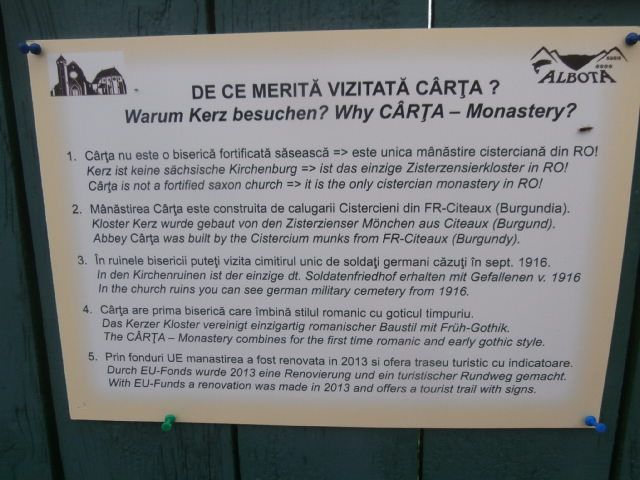 ALBOTA
DE CE MERITĂ VIZITATĂ CÂRŢA ?
Warum Kerz besuchen? Why CÂRŢA – Monastery?
1. Cârţa nu este o biserică fortificată săsească => este unica mânăstire cisterciană din RO!
Kerz ist keine sächsische Kirchenburg => ist das einzige Zisterzensierkloster in RO!
Cârţa is not a fortified saxon church => it is the only cistercian monastery in RO!
2. Mânăstirea Cârţa este construita de calugarii Cistercieni din FR-Citeaux (Burgundia).
Kloster Kerz wurde gebaut von den Zisterzienser Mönchen aus Citeaux (Burgund).
Abbey Cârţa was built by the Cistercium munks from FR-Citeaux (Burgundy).
3. În ruinele bisericii puteţi vizita cimitirul unic de soldaţi germani căzuţi în sept. 1916.
In den Kirchenruinen ist der einzige dt. Soldatenfriedhof erhalten mit Gefallenen v. 1916
In the church ruins you can see german military cemetery from 1916.
4. Cârţa are prima biserică care îmbină stilul romanic cu goticul timpuriu.
Das Kerzer Kloster vereinigt einzigartig romanischer Baustil mit Früh-Gothik.
The CÂRŢA – Monastery combines for the first time romanic and early gothic style.
5. Prin fonduri UE manastirea a fost renovata in 2013 si ofera traseu turistic cu indicatoare.
Durch EU-Fonds wurde 2013 eine Renovierung und ein turistischer Rundweg gemacht.
With EU-Funds a renovation was made in 2013 and offers a tourist trail with signs.